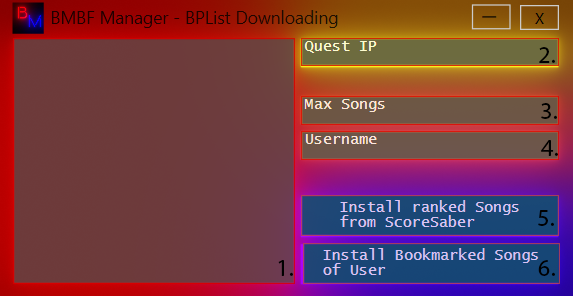 BM
BMBF Manager - BPList Downloading
— X
Quest IP
2.
Max Songs
3.
Username
4.
Install ranked Songs
from ScoreSaber
5.
Install Bookmarked Songs
of User
6.
1.